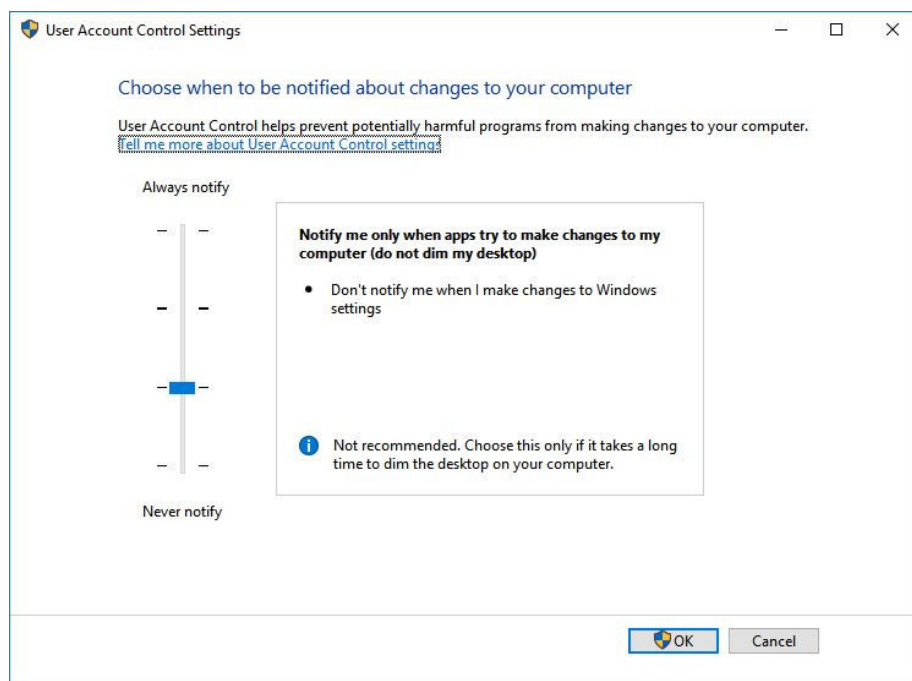 User Account Control Settings
Choose when to be notified about changes to your computer
User Account Control helps prevent potentially harmful programs from making changes to your computer.
Tell me more about User Account Control settings
Always notify
Notify me only when apps try to make changes to my
computer (do not dim my desktop)
• Don't notify me when I make changes to Windows
settings
Not recommended. Choose this only if it takes a long
time to dim the desktop on your computer.
Never notify
OK
Cancel